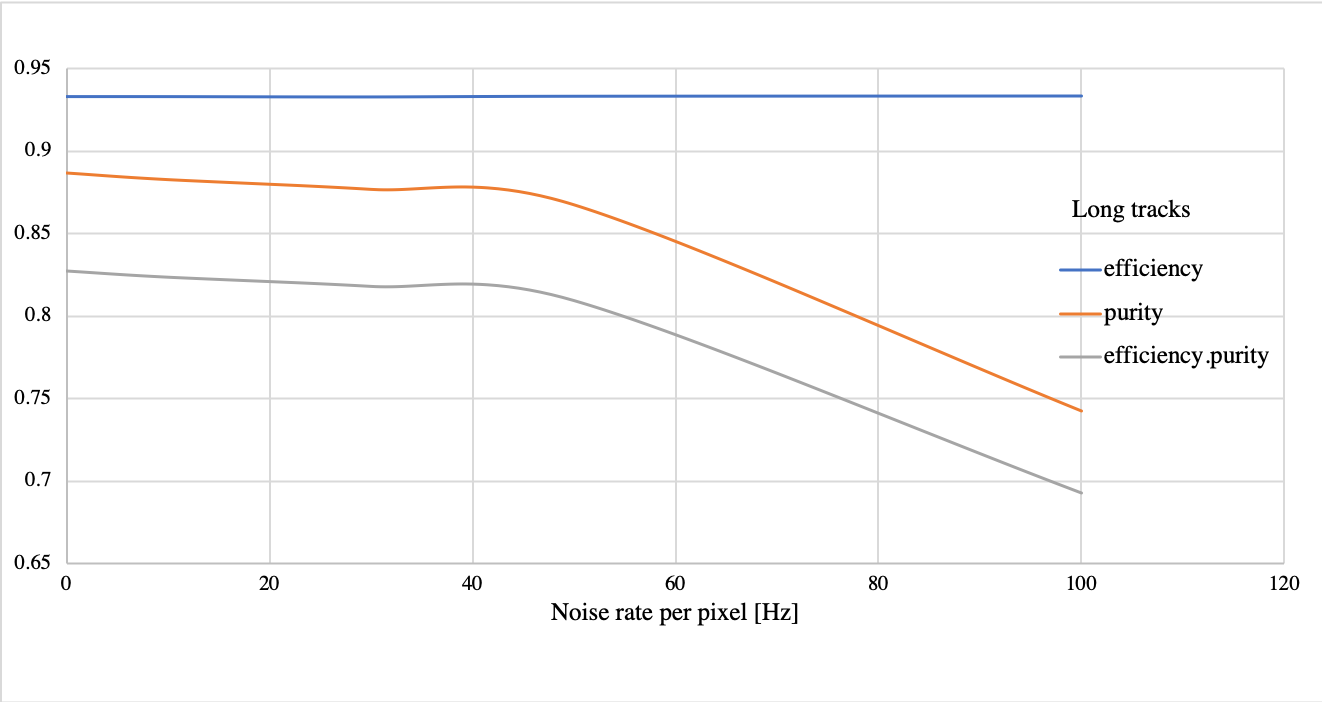 0.95
0.9
0.85
0.8
0.75
0.7
0.65
0 20 40 60 80 100 120
Noise rate per pixel [Hz]
Long tracks
efficiency
purity
efficiency.purity